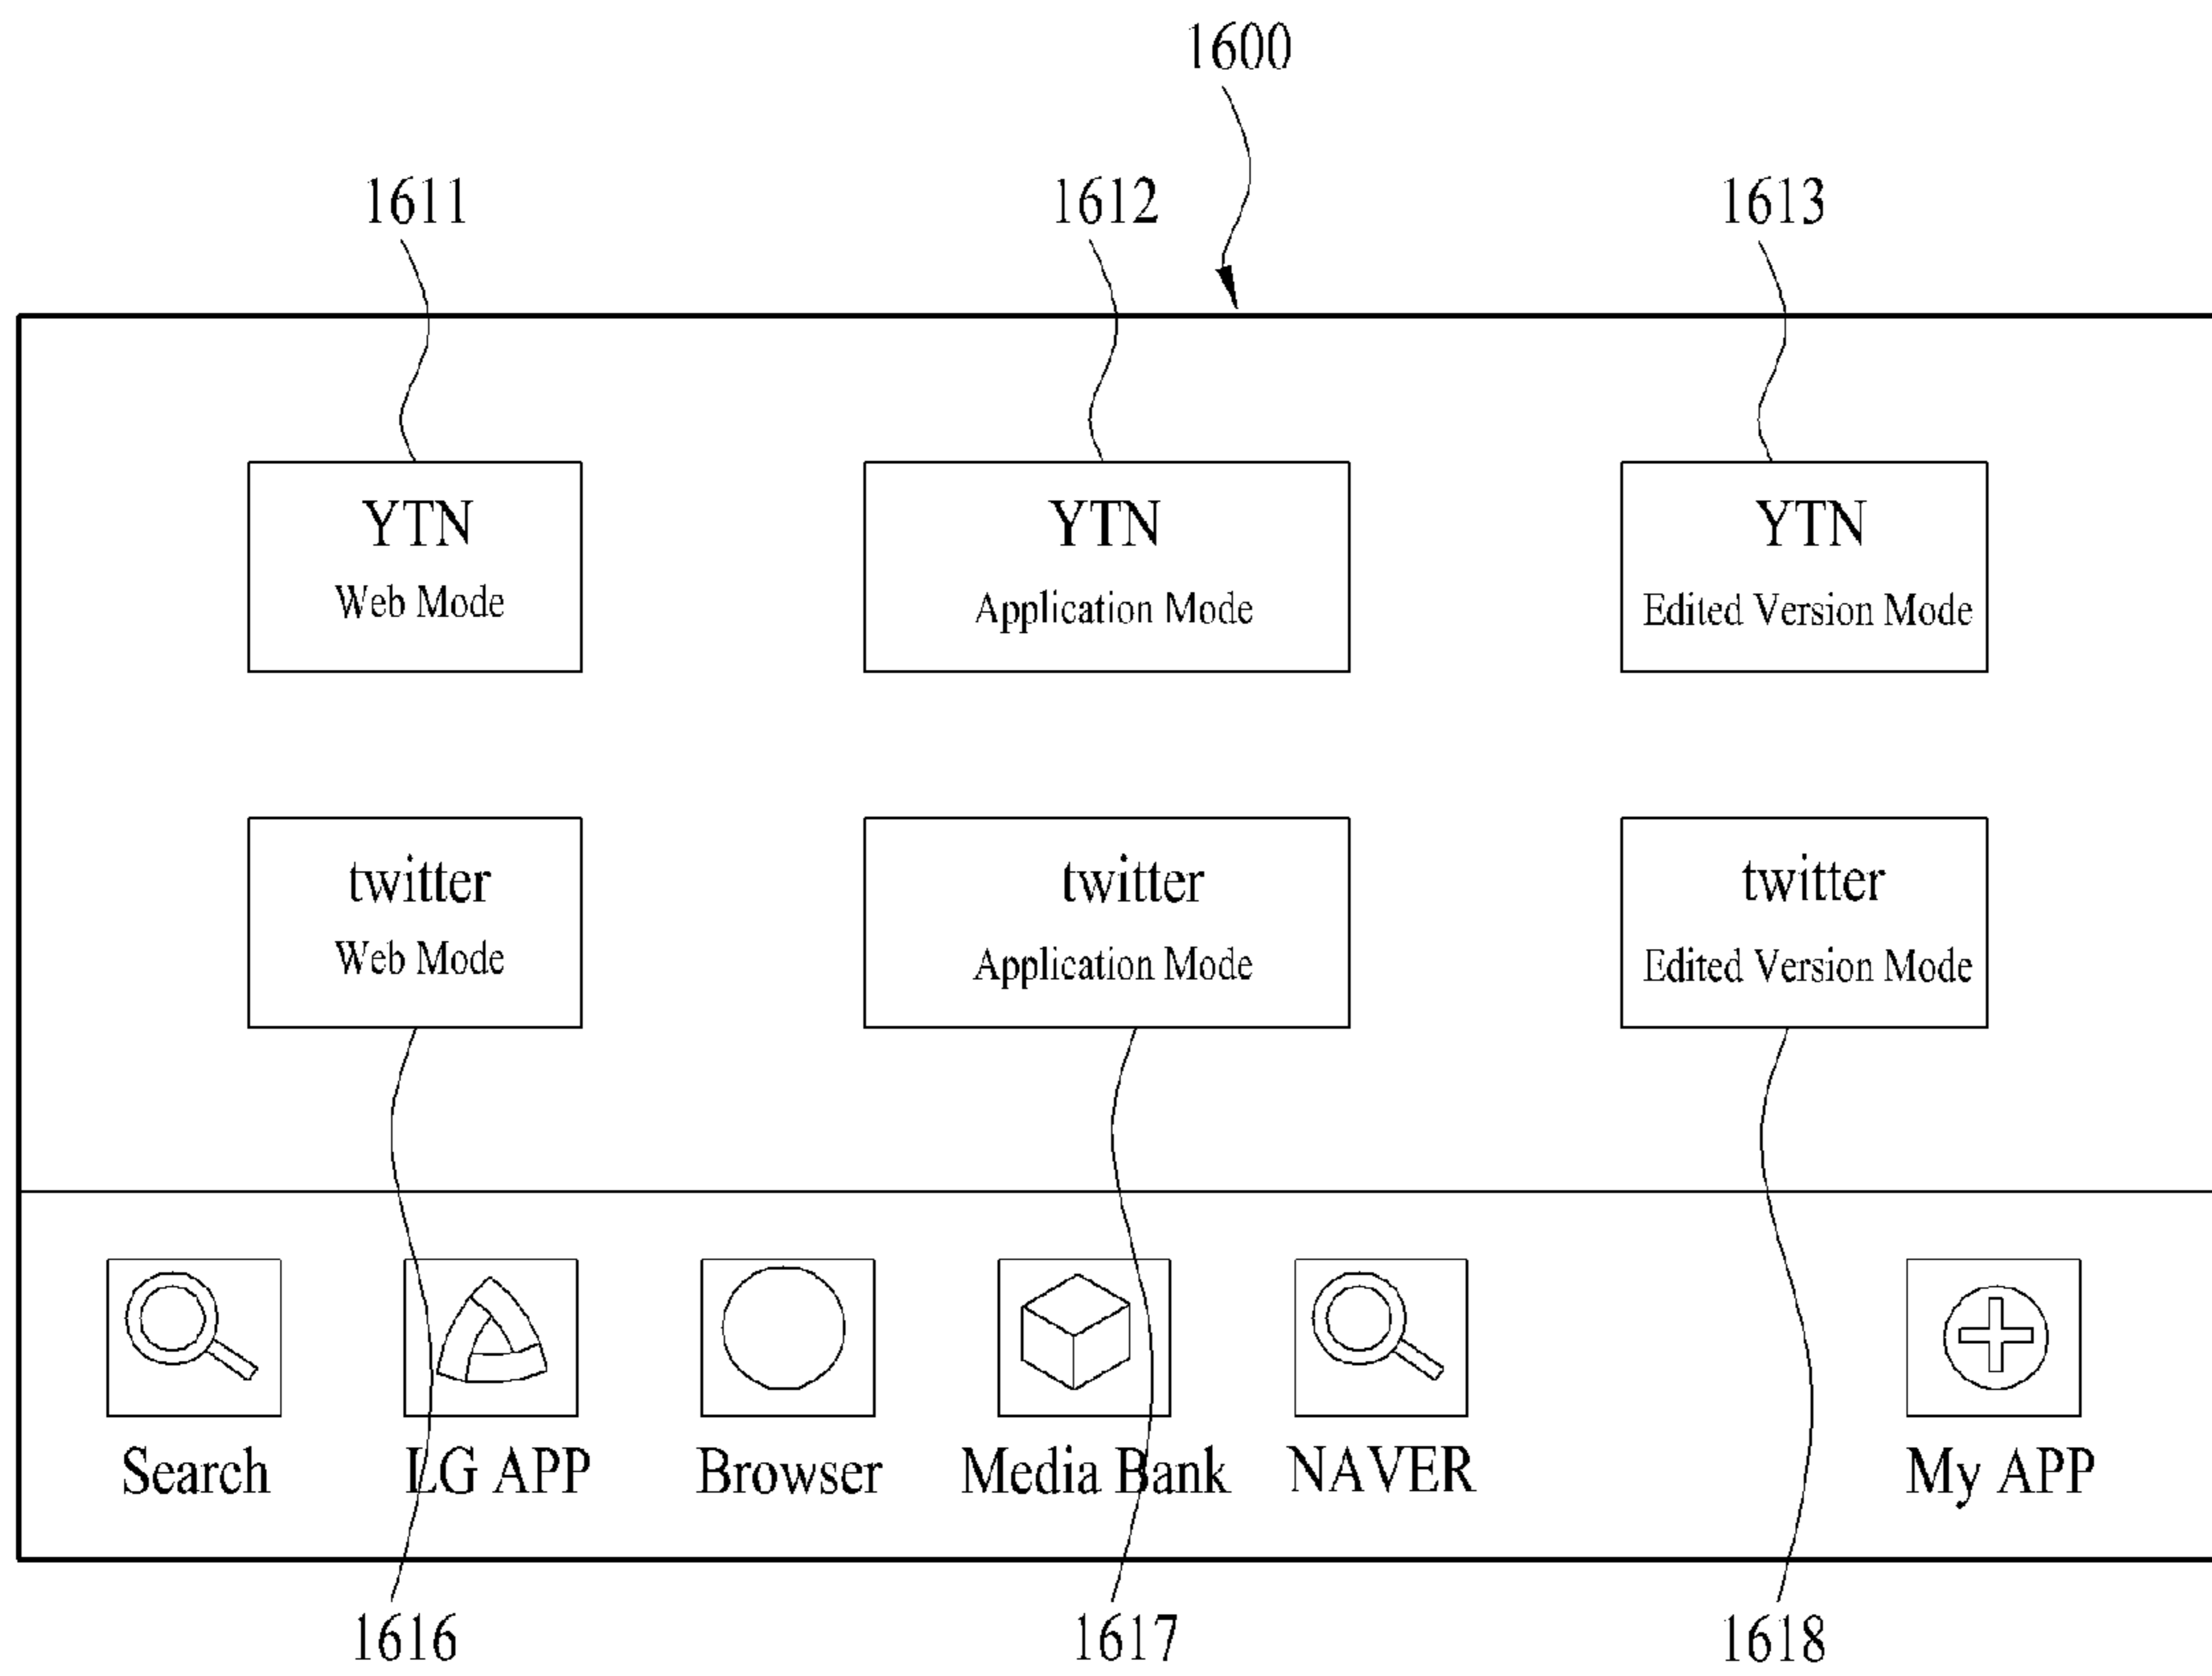 1600
1611 1612 1613
YTN YTN YTN
Web Mode Application Mode Edited Version Mode
twitter twitter twitter
Web Mode Application Mode Edited Version Mode
Search LG APP Browser Media Bank NAVER My APP
1616 1617 1618